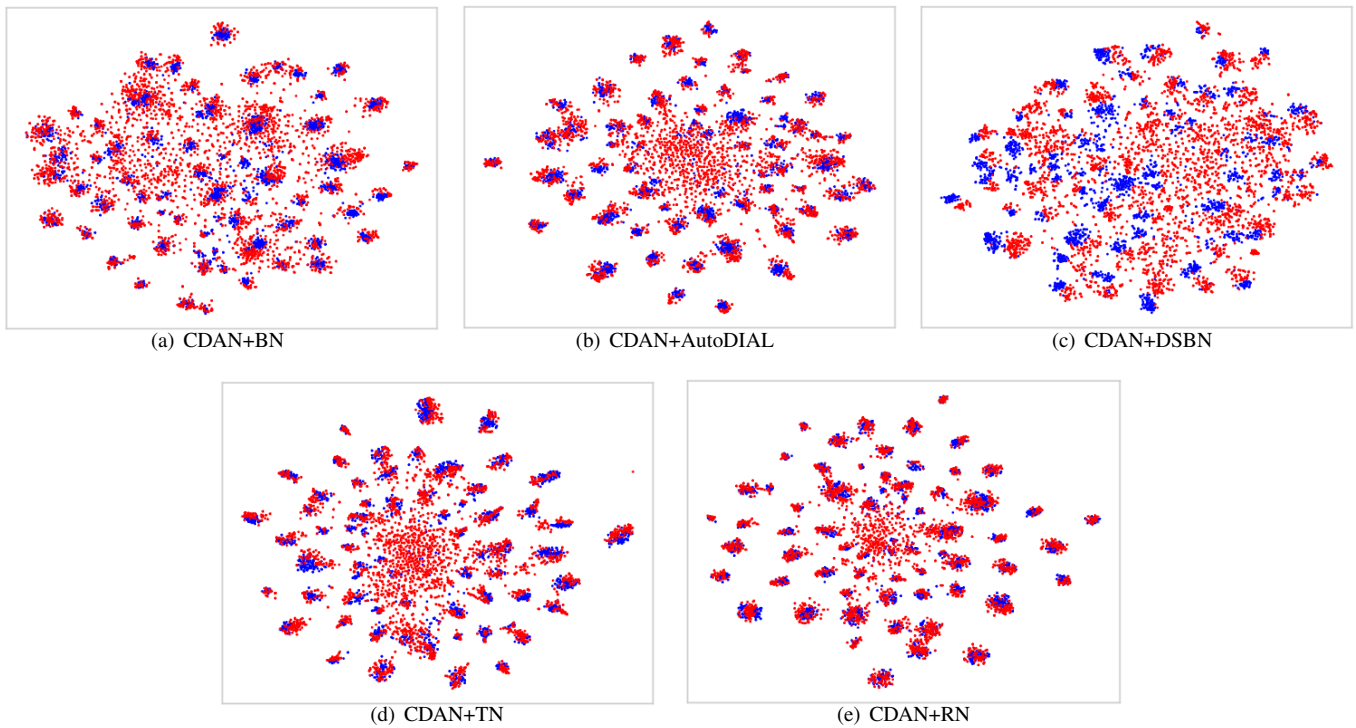 (a) CDAN+BN
(b) CDAN+AutoDIAL
(c) CDAN+DSBN
(d) CDAN+TN
(e) CDAN+RN